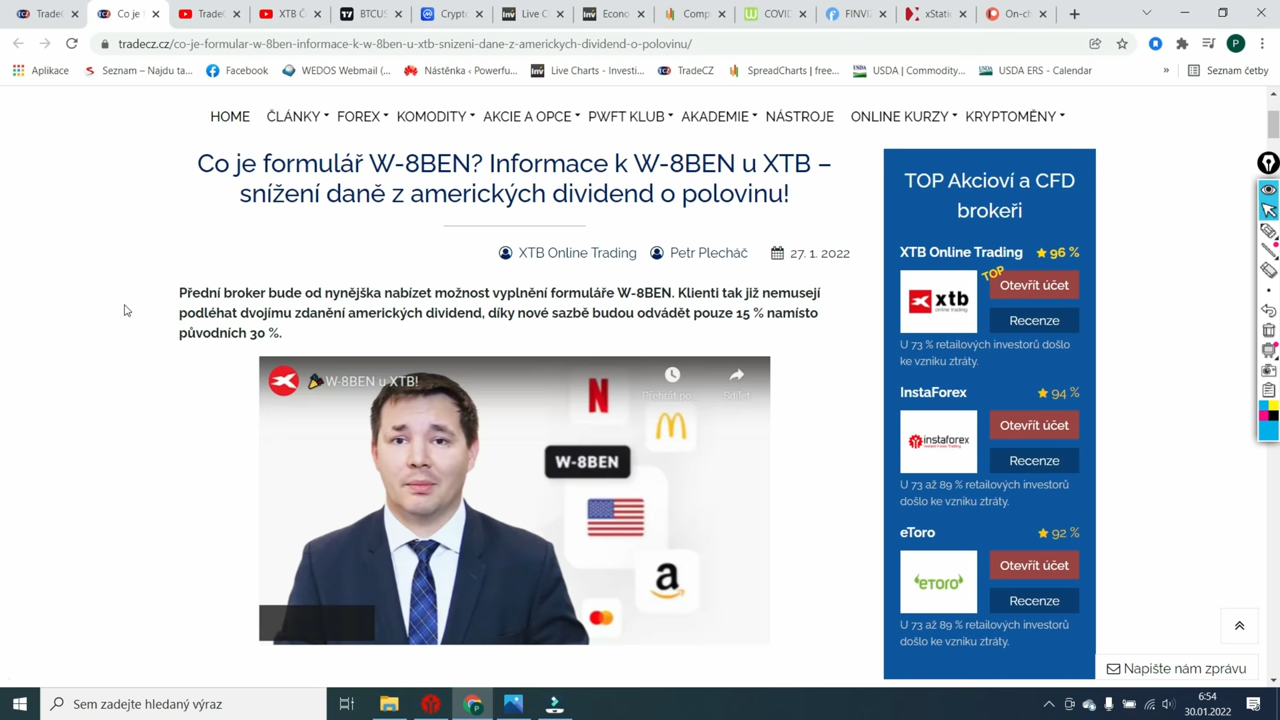 TradeC
Co je f
TradeC
XTB Č
BTCUS
Crypto
Live C
Econo
Comp
COVID
FINVIZ
xStati
On-ch
tradecz.cz/co-je-formular-w-8ben-informace-k-w-8ben-u-xtb-snizeni-dane-z-americkych-dividend-o-polovinu/
Aplikace
Seznam – Najdu ta...
Facebook
WEDOS Webmail (...
Nástěnka ‹ Powerfu...
Live Charts - Investi...
TradeCZ
SpreadCharts | free...
USDA | Commodity...
USDA ERS - Calendar
»
Seznam četby
HOME ČLÁNKY FOREX KOMODITY AKCIE A OPCE PWFT KLUB AKADEMIE NÁSTROJE ONLINE KURZY KRYPTOMĚNY
Co je formulář W-8BEN? Informace k W-8BEN u XTB –
snížení daně z amerických dividend o polovinu!
XTB Online Trading Petr Plecháč 27. 1. 2022
Přední broker bude od nynějška nabízet možnost vyplnění formuláře W-8BEN. Klienti tak již nemusejí
podléhat dvojímu zdanění amerických dividend, díky nové sazbě budou odvádět pouze 15 % namísto
původních 30 %.
W-8BEN u XTB!
Přehrát po...
Sdílet
N
W-8BEN
a
TOP Akcioví a CFD
brokeři
XTB Online Trading 96 %
TOP
xtb
online trading
Otevřít účet
Recenze
U 73 % retailových investorů došlo
ke vzniku ztráty.
InstaForex 94 %
instaforex
Otevřít účet
Recenze
U 73 až 89 % retailových investorů
došlo ke vzniku ztráty.
eToro 92 %
eToro
Otevřít účet
Recenze
U 73 až 89 % retailových investorů
došlo ke vzniku ztráty.
Napište nám zprávu
Sem zadejte hledaný výraz
6:54
30.01.2022